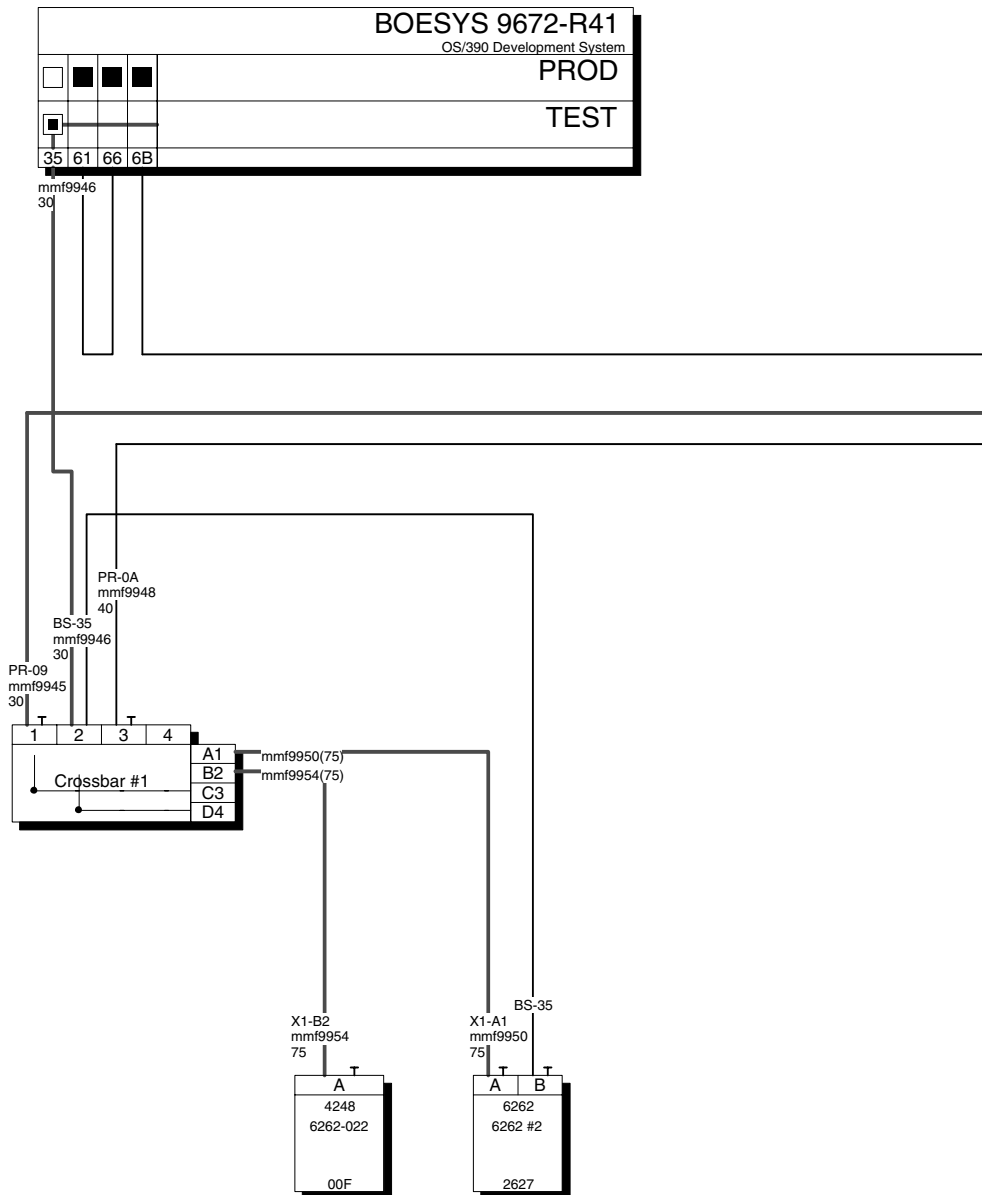 BOESYS 9672-R41
OS/390 Development System
PROD
TEST
35 61 66 6B
mmf9946
30
PR-0A
mmf9948
40
BS-35
mmf9946
30
PR-09
mmf9945
30
1 2 3 4
Crossbar #1
A1
B2
C3
D4
mmf9950(75)
mmf9954(75)
X1-B2
mmf9954
75
A
4248
6262-022
00F
X1-A1
mmf9950
75
BS-35
A B
6262
6262 #2
2627